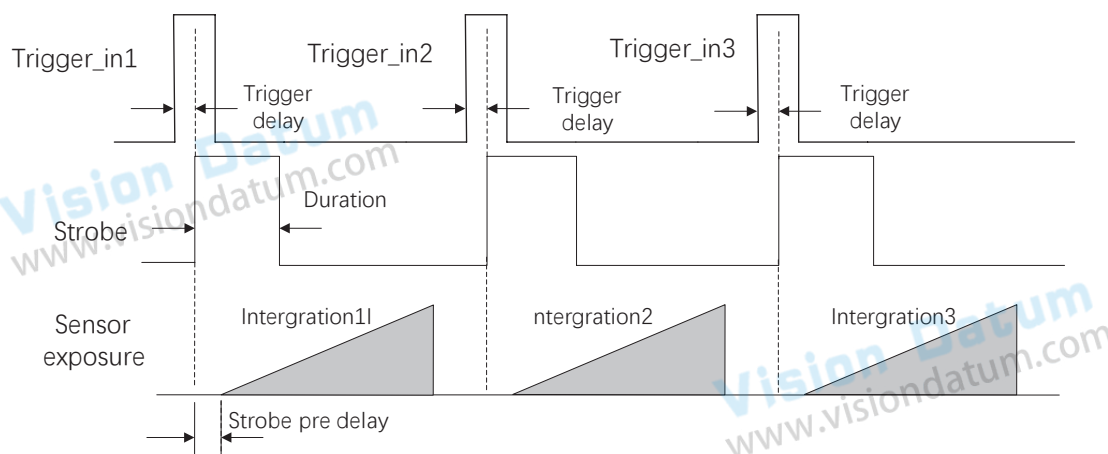 Trigger_in1
Trigger_in2
Trigger_in3
Trigger
delay
Trigger
delay
Trigger
delay
Vision Datum
www.visiondatum.com
Strobe
Duration
Sensor
exposure
Intergration1I
ntergration2
Intergration3
Vision Datum
www.visiondatum.com
Strobe pre delay